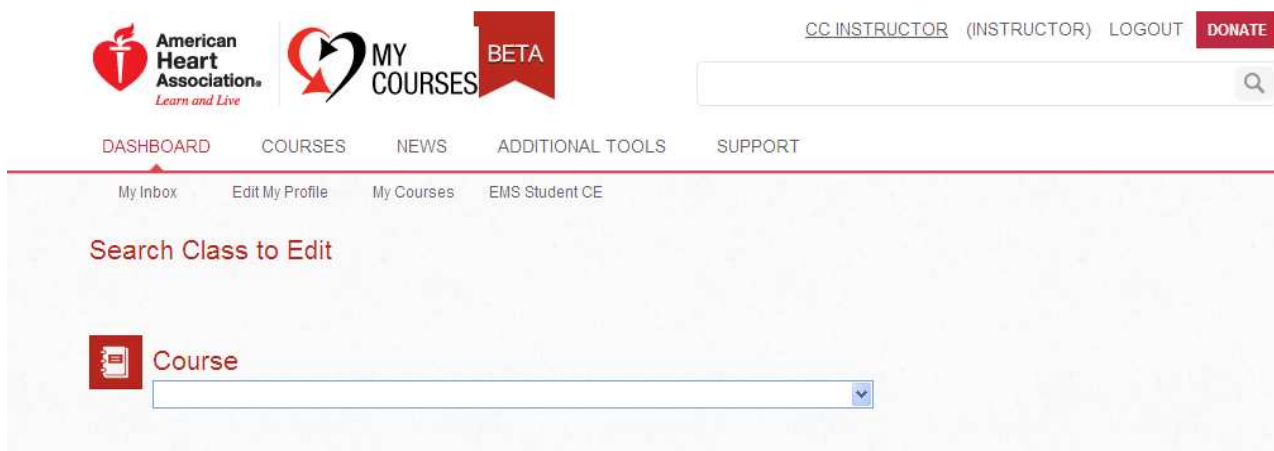 American
Heart
Association®
Learn and Live
MY
COURSES
BETA
CC INSTRUCTOR (INSTRUCTOR) LOGOUT DONATE
DASHBOARD COURSES NEWS ADDITIONAL TOOLS SUPPORT
My Inbox Edit My Profile My Courses EMS Student CE
Search Class to Edit
Course